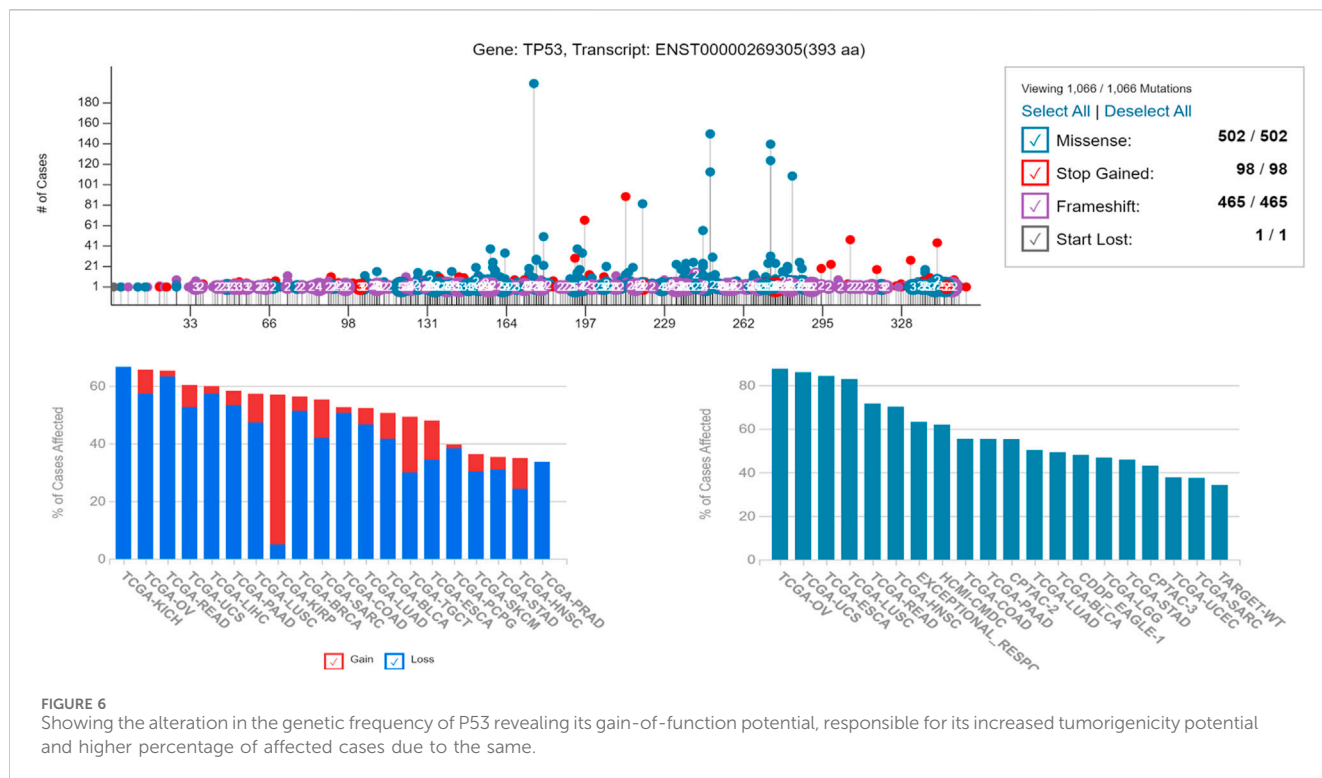 Gene: TP53, Transcript: ENST00000269305(393 aa)
# of Cases
180
160
140
120
101
81
61
41
21
1
33
66
98
131
164
197
229
262
295
328
Viewing 1,066 / 1,066 Mutations
Select All | Deselect All
Missense: 502 / 502
Stop Gained: 98 / 98
Frameshift: 465 / 465
Start Lost: 1 / 1
% of Cases Affected
60
40
20
0
TCGA-KICH
TCGA-OV
TCGA-READ
TCGA-UCS
TCGA-LIHC
TCGA-PAAD
TCGA-LUSC
TCGA-KIRP
TCGA-BRCA
TCGA-SARC
TCGA-COAD
TCGA-LUAD
TCGA-BLCA
TCGA-TGCT
TCGA-ESCA
TCGA-PCPG
TCGA-SKCM
TCGA-STAD
TCGA-HNSC
TCGA-PRAD
Gain Loss
% of Cases Affected
80
60
40
20
0
TCGA-OV
TCGA-UCS
TCGA-ESCA
TCGA-LUSC
TCGA-READ
TCGA-HNSC
EXCEPTIONAL_RESPC
HCMI-CMDC
TCGA-COAD
TCGA-PAAD
CPTAC-2
TCGA-LUAD
TCGA-BLCA
CDDP_EAGLE-1
TCGA-LGG
TCGA-STAD
CPTAC-3
TCGA-UCEC
TCGA-SARC
TARGET-WT
FIGURE 6
Showing the alteration in the genetic frequency of P53 revealing its gain-of-function potential, responsible for its increased tumorigenicity potential
and higher percentage of affected cases due to the same.